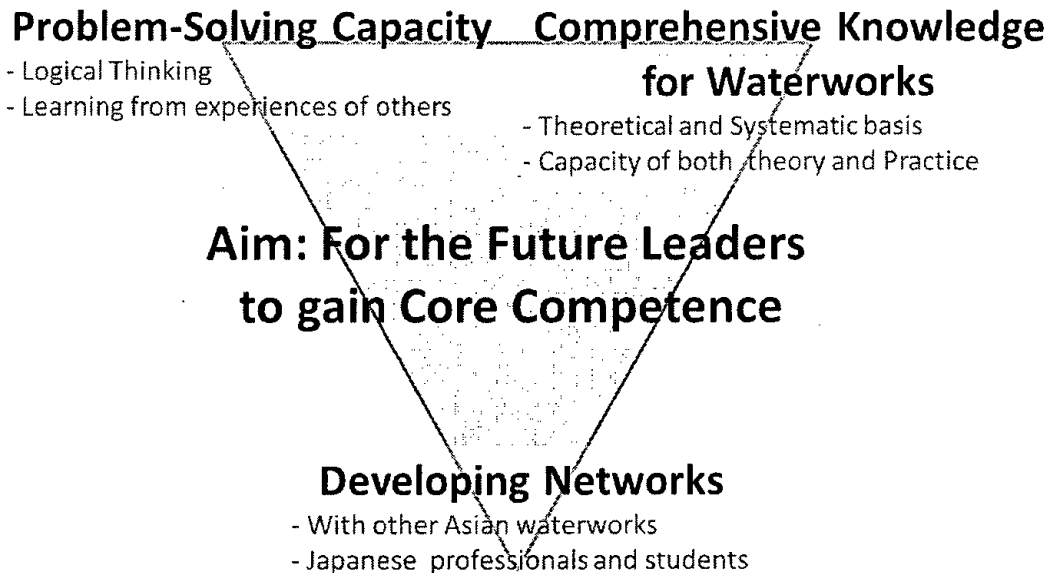 Problem-Solving Capacity
- Logical Thinking
- Learning from experiences of others
Comprehensive Knowledge
for Waterworks
- Theoretical and Systematic basis
- Capacity of both theory and Practice
Aim: For the Future Leaders
to gain Core Competence
Developing Networks
- With other Asian waterworks
- Japanese professionals and students